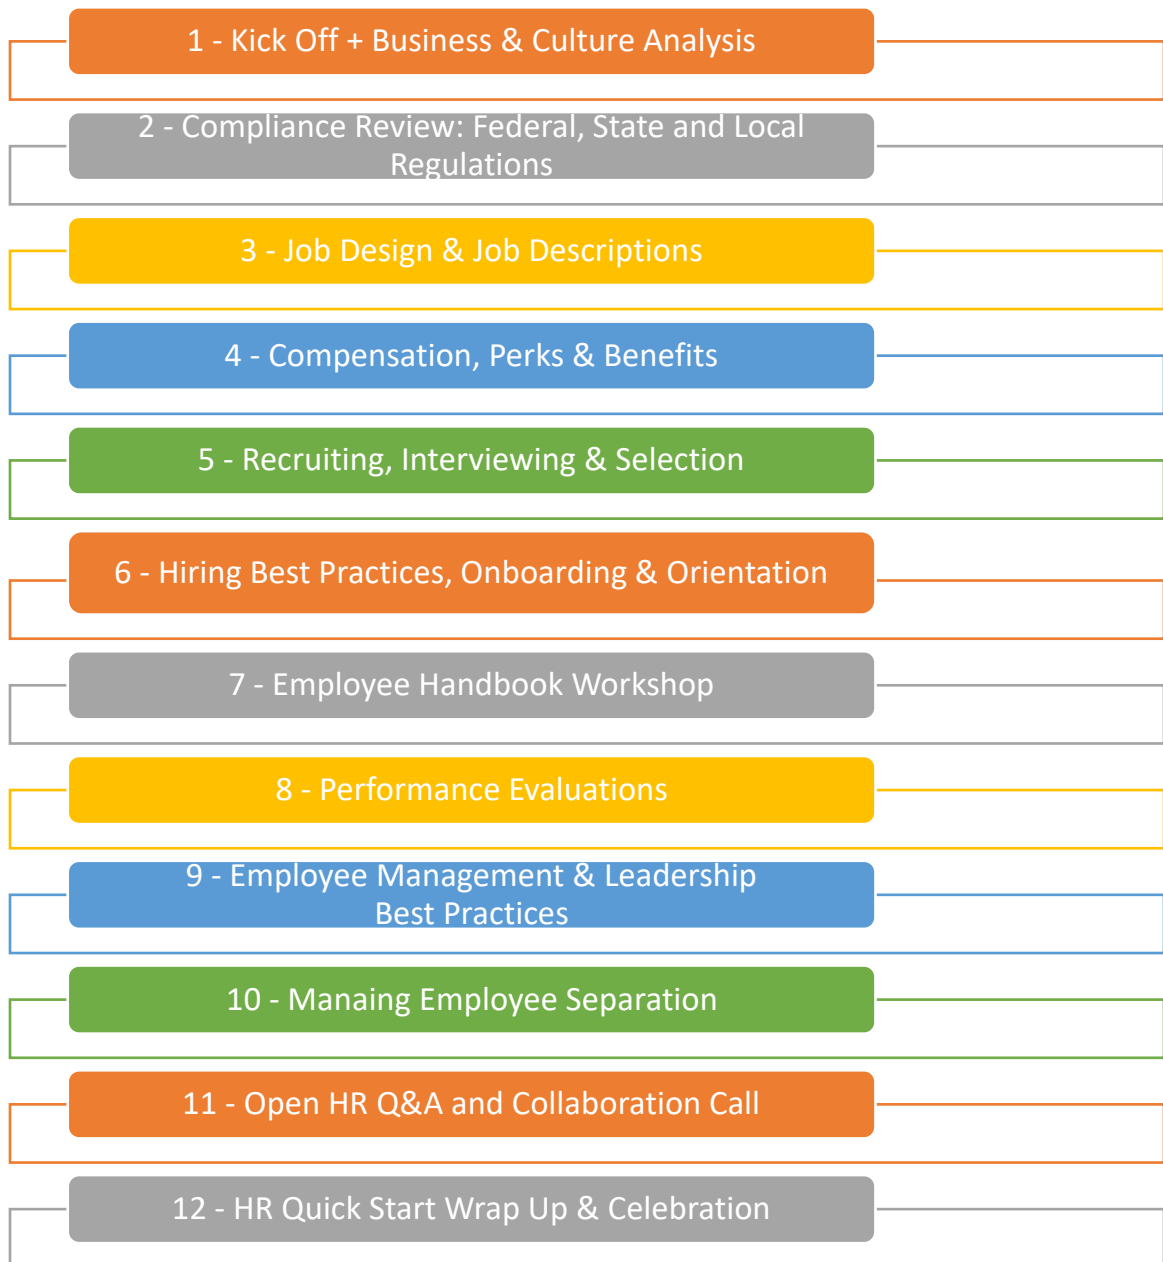 1 - Kick Off + Business & Culture Analysis
2 - Compliance Review: Federal, State and Local
Regulations
3 - Job Design & Job Descriptions
4 - Compensation, Perks & Benefits
5 - Recruiting, Interviewing & Selection
6 - Hiring Best Practices, Onboarding & Orientation
7 - Employee Handbook Workshop
8 - Performance Evaluations
9 - Employee Management & Leadership
Best Practices
10 - Manaing Employee Separation
11 - Open HR Q&A and Collaboration Call
12 - HR Quick Start Wrap Up & Celebration